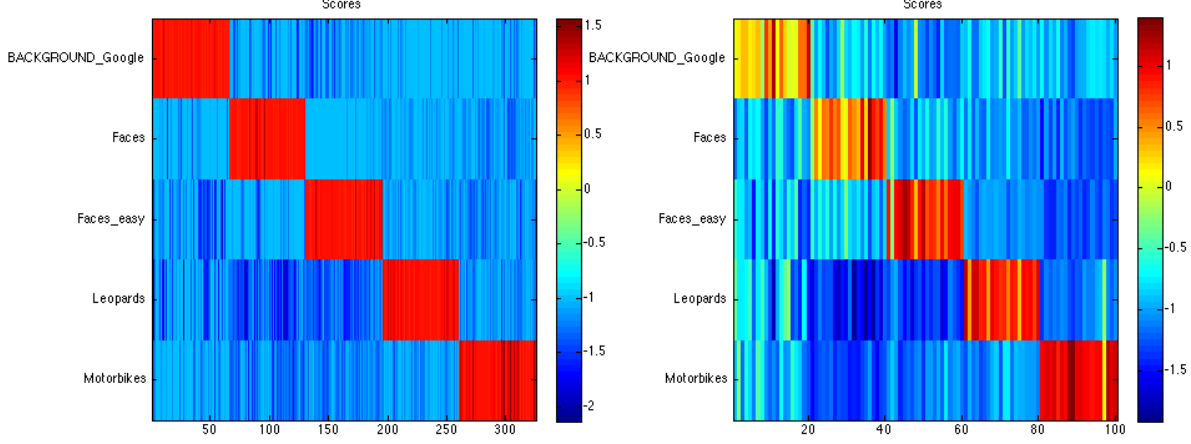 Scores
BACKGROUND_Google
Faces
Faces_easy
Leopards
Motorbikes
50 100 150 200 250 300
1.5
1
0.5
0
-0.5
-1
-1.5
-2
Scores
BACKGROUND_Google
Faces
Faces_easy
Leopards
Motorbikes
20 40 60 80 100
1
0.5
0
-0.5
-1
-1.5